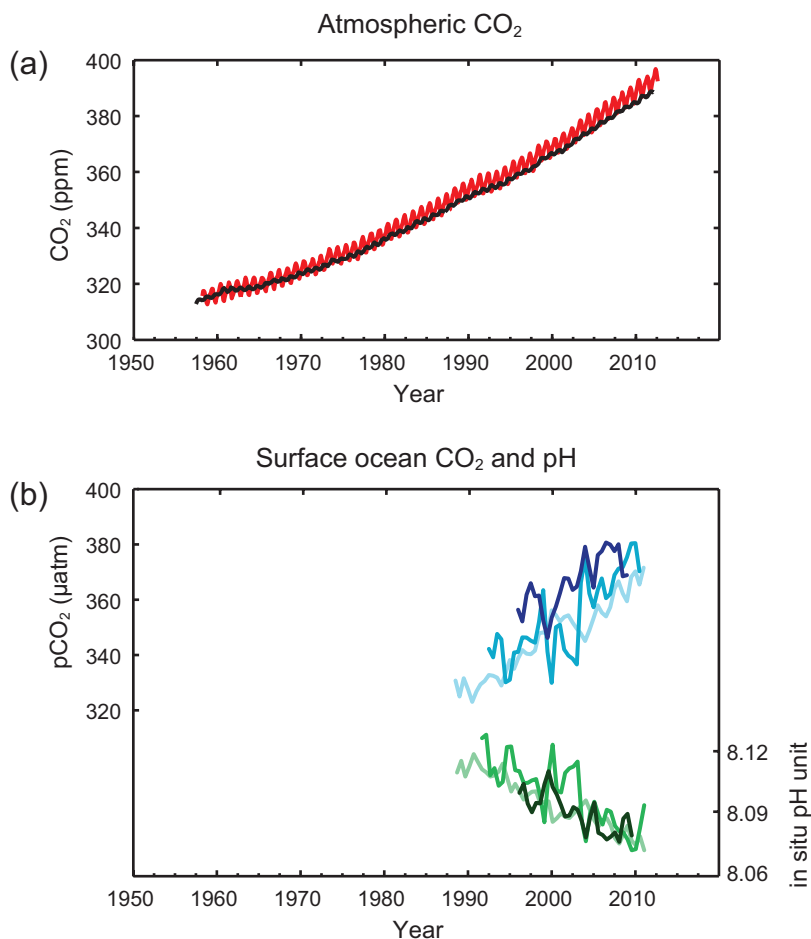 Atmospheric CO₂
(a)
400
380
360
340
320
300
CO₂ (ppm)
1950 1960 1970 1980 1990 2000 2010
Year
Surface ocean CO₂ and pH
(b)
400
380
360
340
320
pCO₂ (µatm)
8.12
8.09
8.06
in situ pH unit
1950 1960 1970 1980 1990 2000 2010
Year